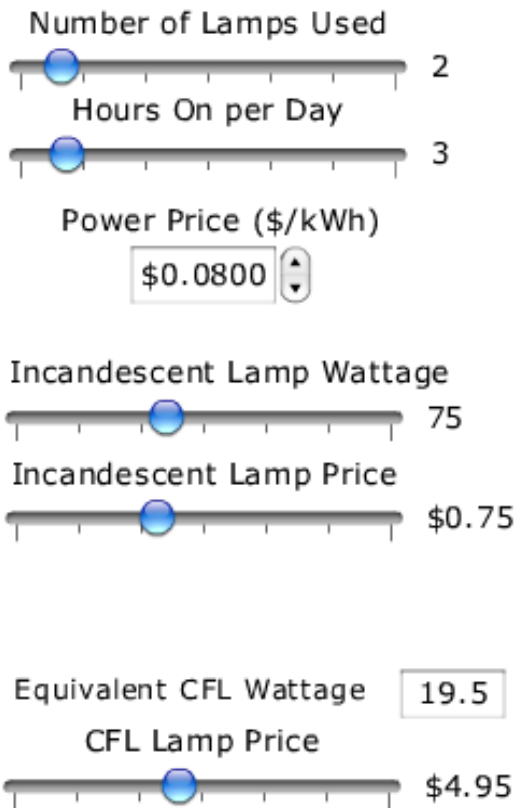 Number of Lamps Used
2
Hours On per Day
3
Power Price ($/kWh)
$0.0800
Incandescent Lamp Wattage
75
Incandescent Lamp Price
$0.75
Equivalent CFL Wattage 19.5
CFL Lamp Price
$4.95